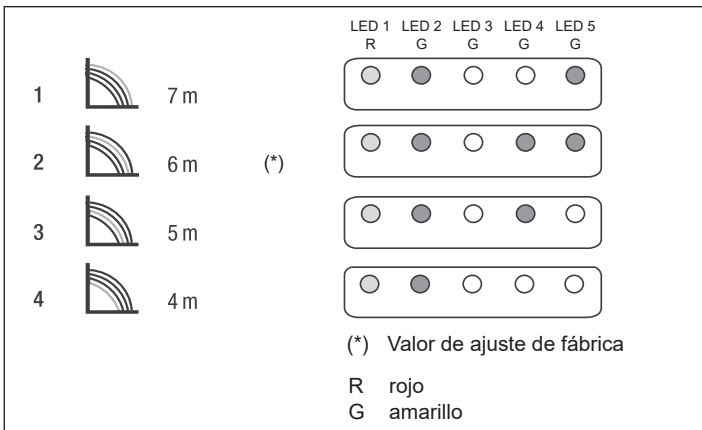 LED 1 LED 2 LED 3 LED 4 LED 5
R G G G G
1 7 m
2 6 m (*)
3 5 m
4 4 m
(*) Valor de ajuste de fábrica
R rojo
G amarillo